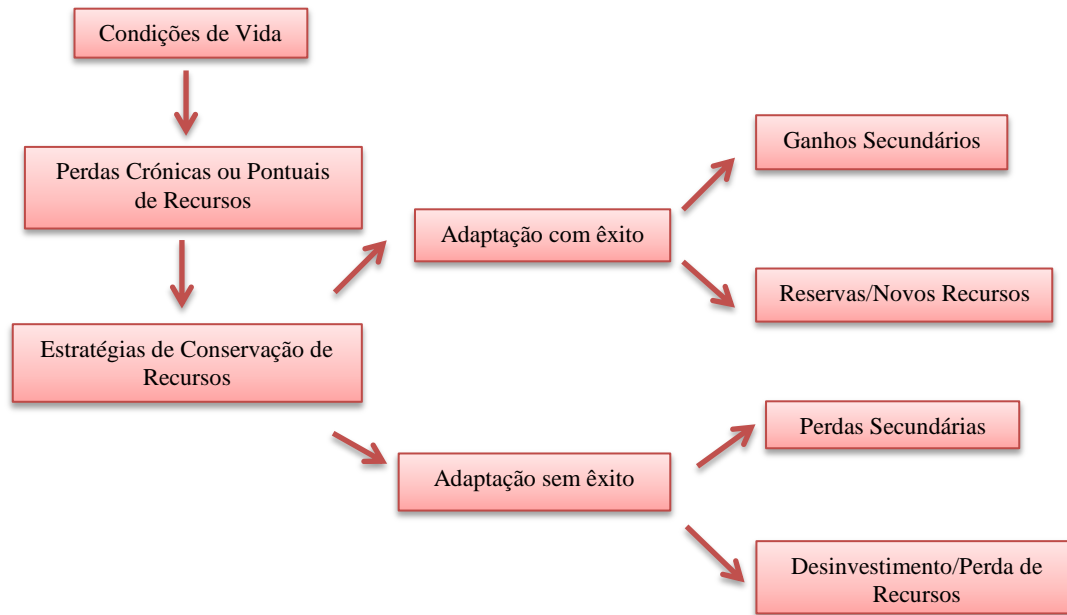 Condições de Vida
Perdas Crónicas ou Pontuais
de Recursos
Estratégias de Conservação de
Recursos
Adaptação com êxito
Ganhos Secundários
Reservas/Novos Recursos
Adaptação sem êxito
Perdas Secundárias
Desinvestimento/Perda de
Recursos